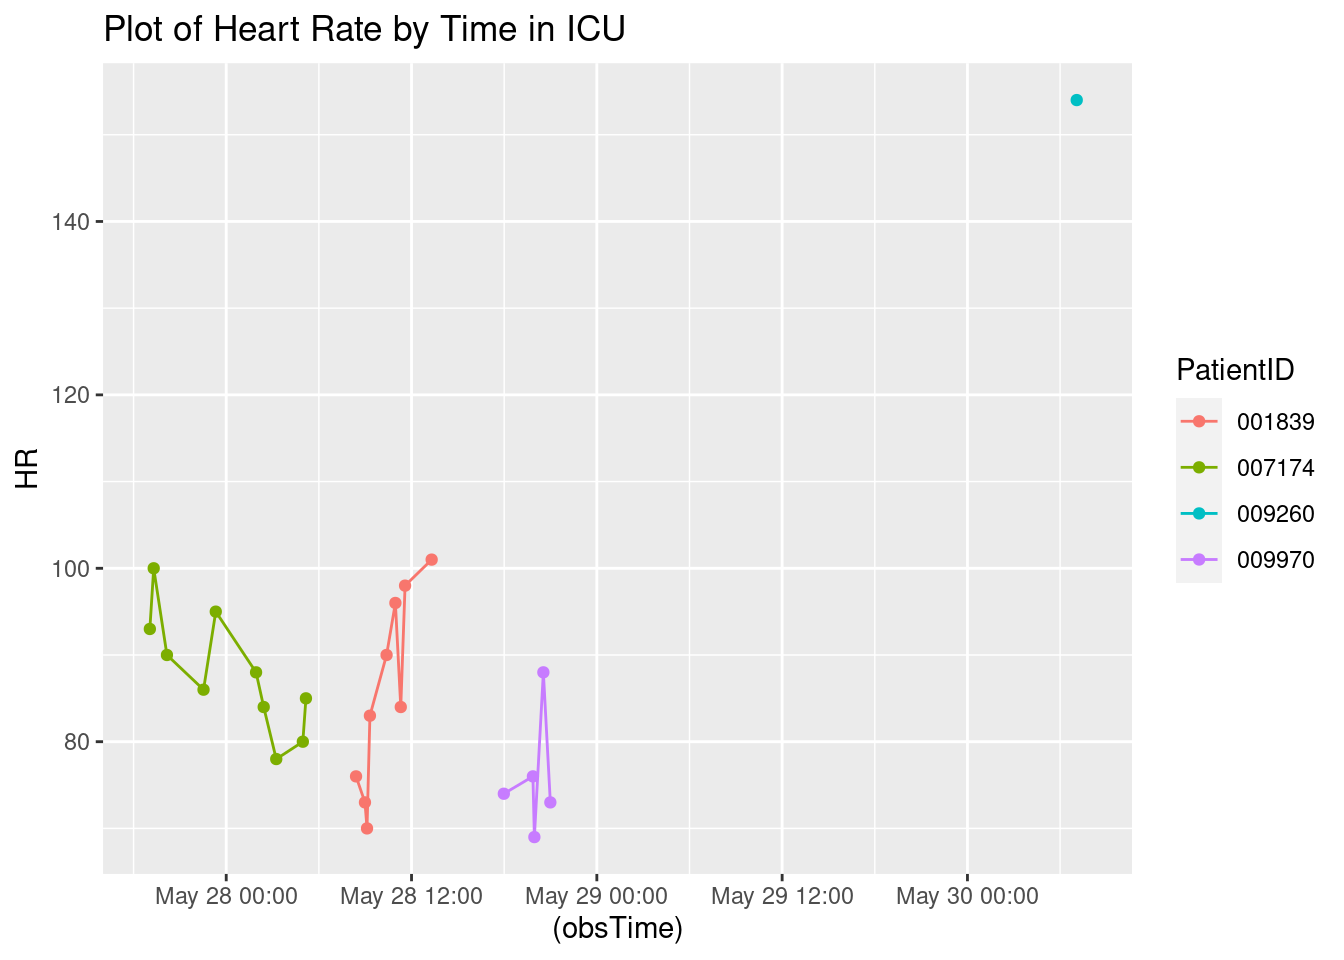 Plot of Heart Rate by Time in ICU
HR
140
120
100
80
May 28 00:00
May 28 12:00
May 29 00:00
May 29 12:00
May 30 00:00
(obsTime)
PatientID
001839
007174
009260
009970